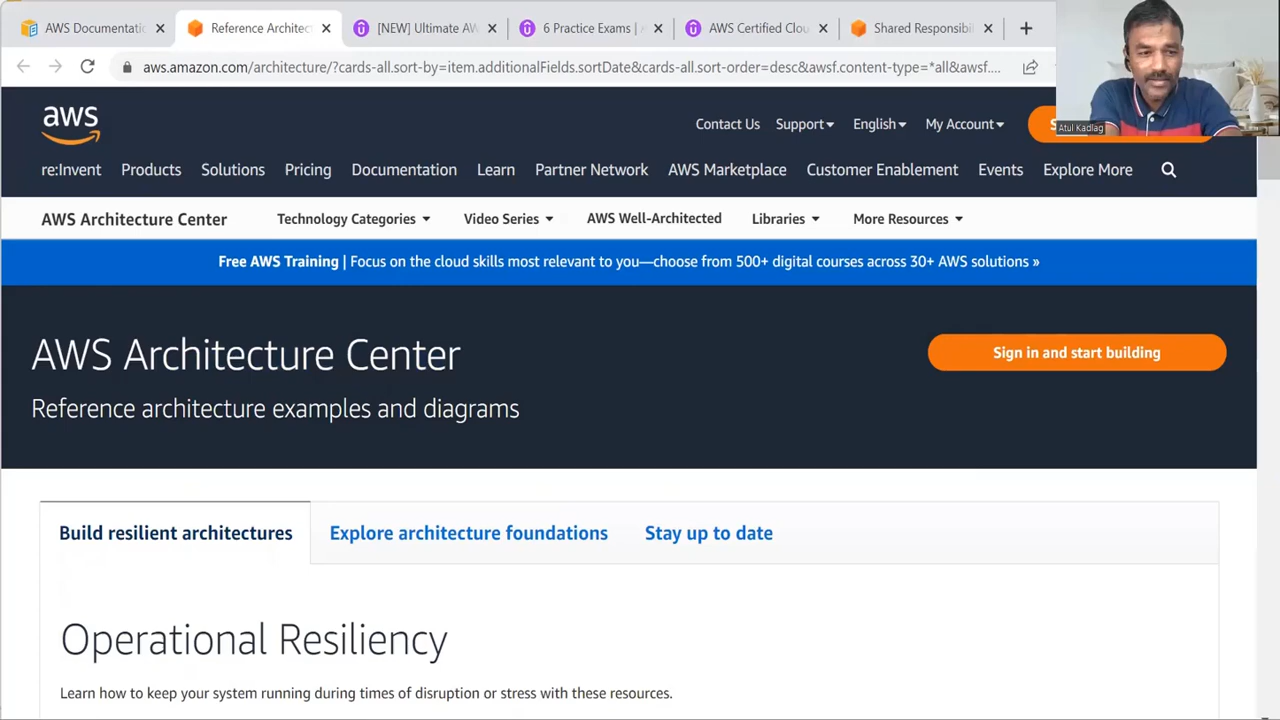 AWS Documentatic
Reference Architec
[NEW] Ultimate AW
6 Practice Exams |
AWS Certified Clou
Shared Responsibil
aws.amazon.com/architecture/?cards-all.sort-by=item.additionalFields.sortDate&cards-all.sort-order=desc&awsf.content-type=*all&awsf....
Atul Kadlag
aws
Contact Us Support English My Account
re:Invent Products Solutions Pricing Documentation Learn Partner Network AWS Marketplace Customer Enablement Events Explore More
AWS Architecture Center Technology Categories Video Series AWS Well-Architected Libraries More Resources
Free AWS Training | Focus on the cloud skills most relevant to you—choose from 500+ digital courses across 30+ AWS solutions »
AWS Architecture Center
Sign in and start building
Reference architecture examples and diagrams
Build resilient architectures Explore architecture foundations Stay up to date
Operational Resiliency
Learn how to keep your system running during times of disruption or stress with these resources.